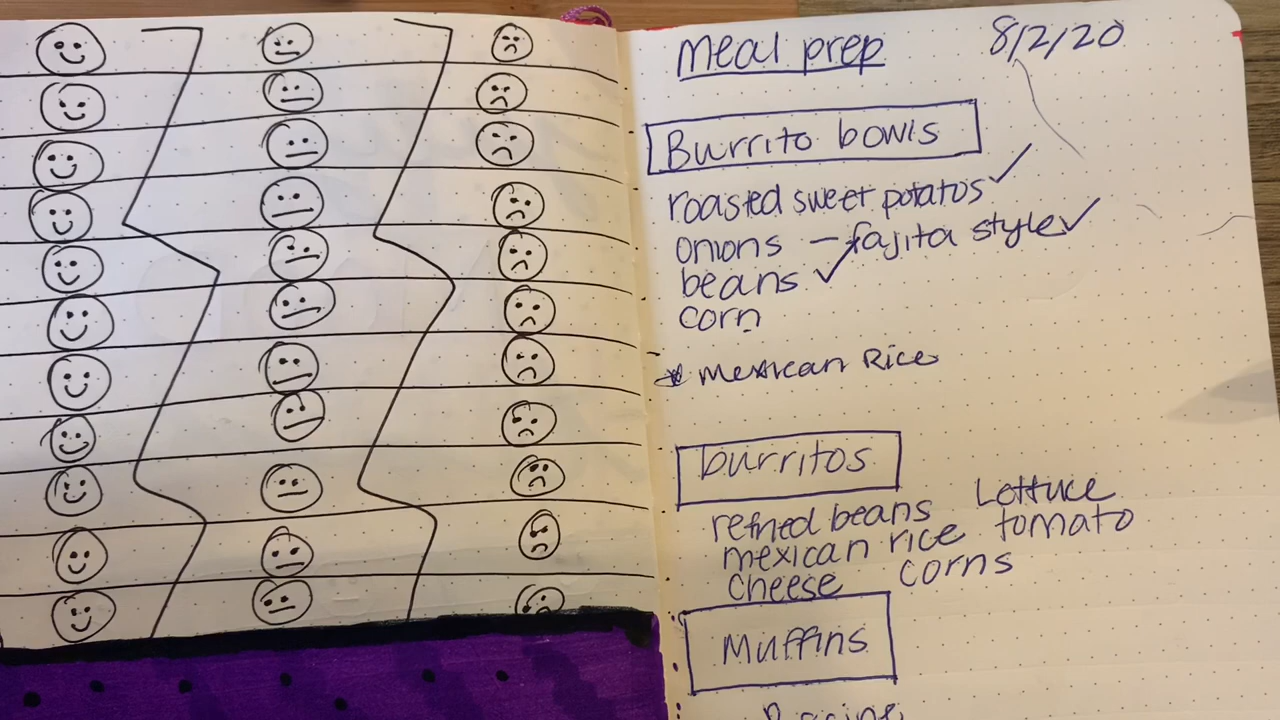 Meal prep 8/2/20
Burrito bowls
roasted sweet potatos ✓
onions - fajita style ✓
beans ✓
corn
* mexican Rice
burritos
refried beans Lettuce
mexican rice tomato
cheese corns
Muffins